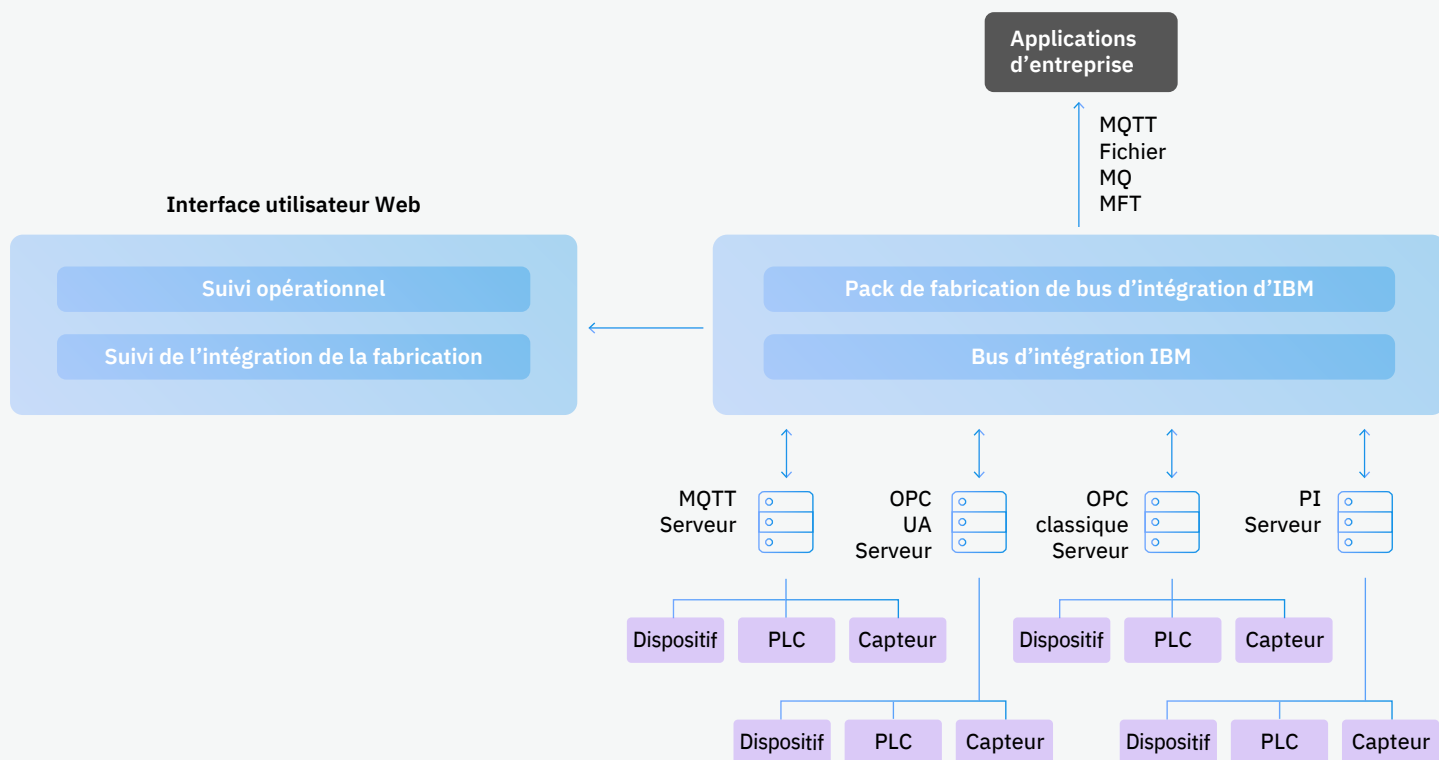 Applications
d’entreprise
MQTT
Fichier
MQ
MFT
Interface utilisateur Web
Suivi opérationnel
Suivi de l’intégration de la fabrication
Pack de fabrication de bus d’intégration d’IBM
Bus d’intégration IBM
MQTT
Serveur
OPC
UA
Serveur
OPC
classique
Serveur
PI
Serveur
Dispositif
PLC
Capteur
Dispositif
PLC
Capteur
Dispositif
PLC
Capteur
Dispositif
PLC
Capteur